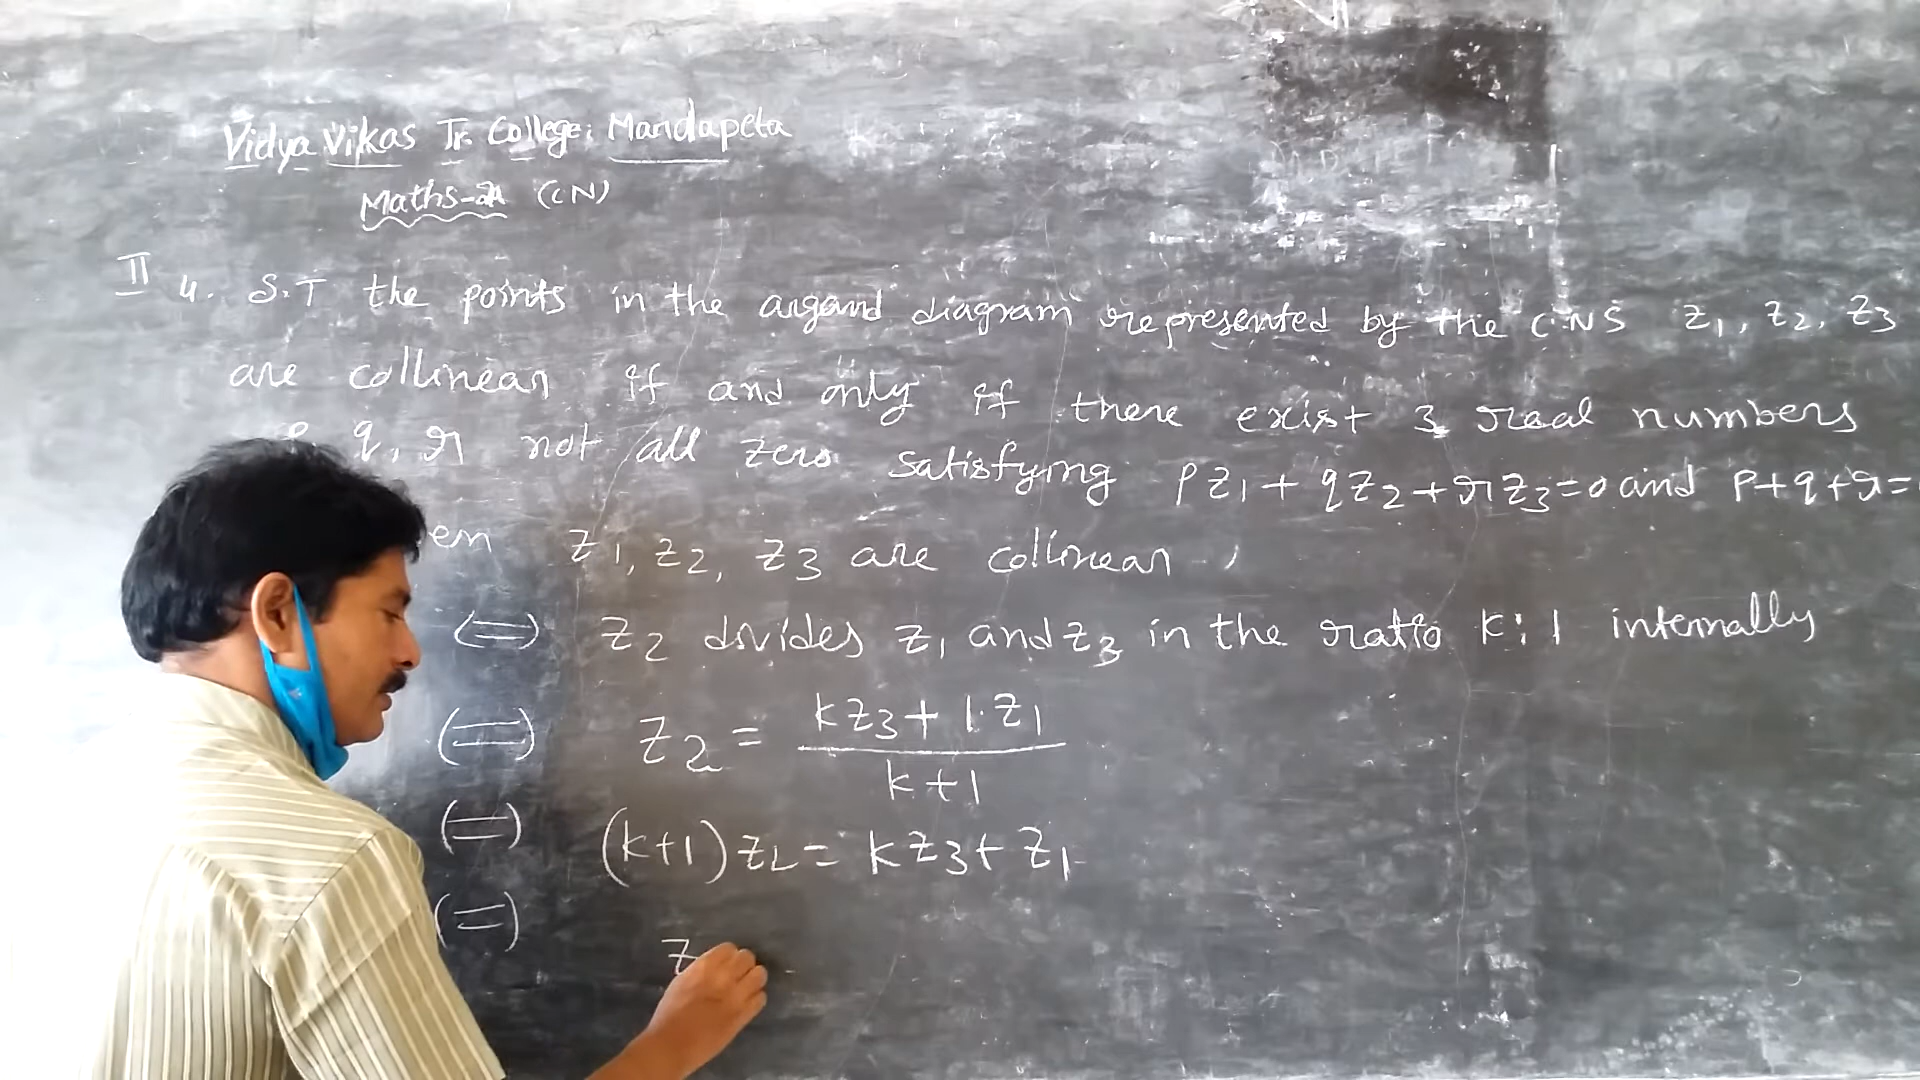 Vidya Vikas Jr. College: Mandapeta
Maths-2A (CN)
II 4. S.T the points in the argand diagram represented by the C.NS z1, z2, z3
are collinear if and only if there exist 3 real numbers
q, r not all zero satisfying pz1 + qz2 + rz3 = 0 and p+q+r=
en z1, z2, z3 are collinear
⟺ z2 divides z1 and z3 in the ratio k:1 internally
⟺ z2 = (kz3 + 1.z1)/(k+1)
⟺ (k+1)z2 = kz3 + z1
⟺ z